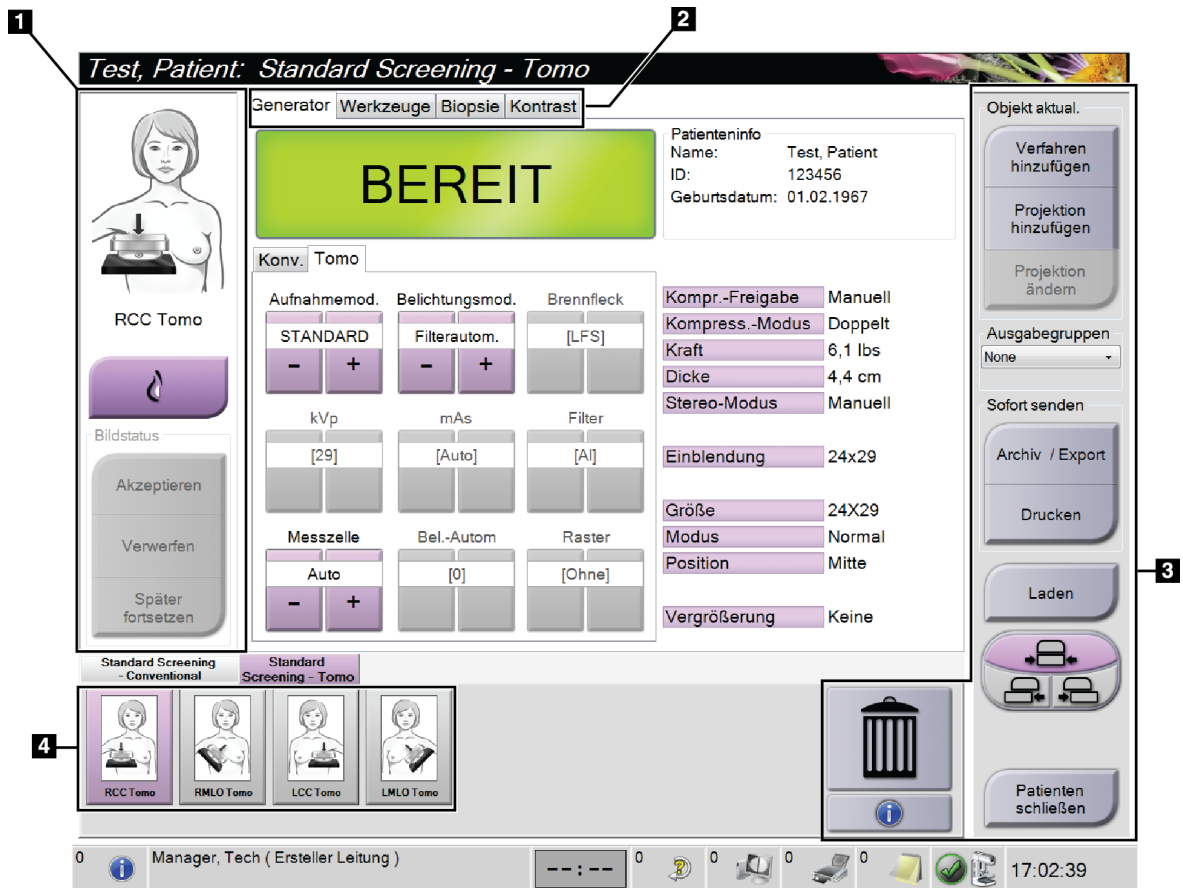 1
2
Test, Patient: Standard Screening - Tomo
Generator Werkzeuge Biopsie Kontrast
BEREIT
Patienteninfo
Name: Test, Patient
ID: 123456
Geburtsdatum: 01.02.1967
RCC Tomo
Bildstatus
Akzeptieren
Verwerfen
Später
fortsetzen
Konv. Tomo
Aufnahmemod. Belichtungsmod. Brennfleck
STANDARD Filterautom. [LFS]
- + - +
kVp mAs Filter
[29] [Auto] [Al]
Messzelle Bel.-Autom Raster
Auto [0] [Ohne]
- +
Kompr.-Freigabe Manuell
Kompress.-Modus Doppelt
Kraft 6,1 lbs
Dicke 4,4 cm
Stereo-Modus Manuell
Einblendung 24x29
Größe 24X29
Modus Normal
Position Mitte
Vergrößerung Keine
Objekt aktual.
Verfahren
hinzufügen
Projektion
hinzufügen
Projektion
ändern
Ausgabegruppen
None
Sofort senden
Archiv / Export
Drucken
3
Laden
Patienten
schließen
Standard Screening
- Conventional
Standard
Screening - Tomo
4
RCC Tomo RMLO Tomo LCC Tomo LMLO Tomo
0 Manager, Tech ( Ersteller Leitung ) --:-- 0 0 0 0 17:02:39